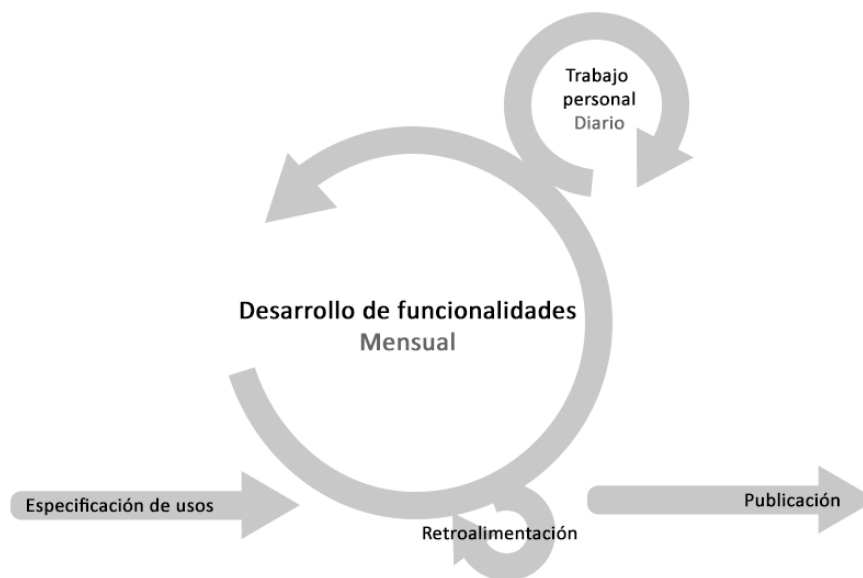 Trabajo
personal
Diario
Desarrollo de funcionalidades
Mensual
Especificación de usos
Publicación
Retroalimentación